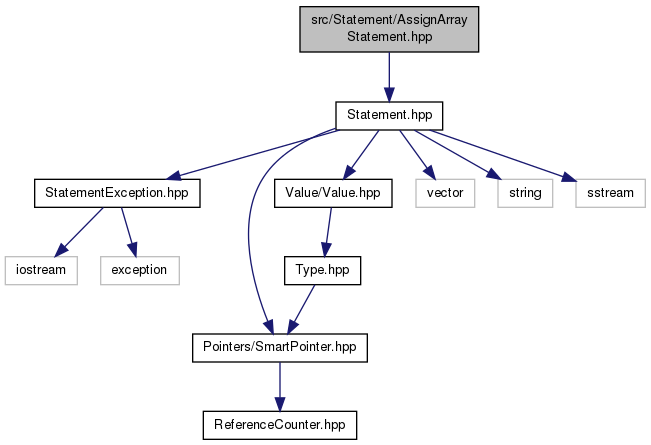 src/Statement/AssignArray
Statement.hpp
Statement.hpp
StatementException.hpp
Value/Value.hpp
vector
string
sstream
iostream
exception
Type.hpp
Pointers/SmartPointer.hpp
ReferenceCounter.hpp